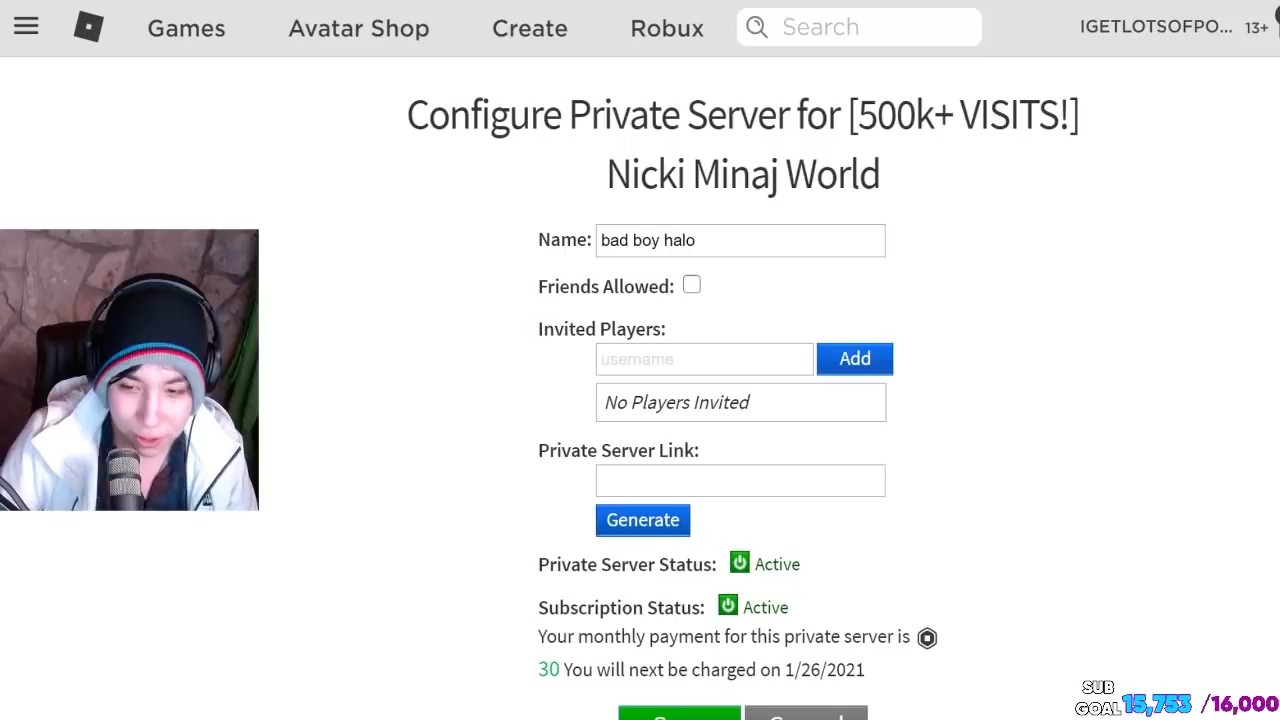 Games Avatar Shop Create Robux Search IGETLOTSOFPO... 13+
Configure Private Server for [500k+ VISITS!]
Nicki Minaj World
Name: bad boy halo
Friends Allowed:
Invited Players:
username Add
No Players Invited
Private Server Link:
Generate
Private Server Status: Active
Subscription Status: Active
Your monthly payment for this private server is
30 You will next be charged on 1/26/2021
SUB
GOAL 15,753 /16,000